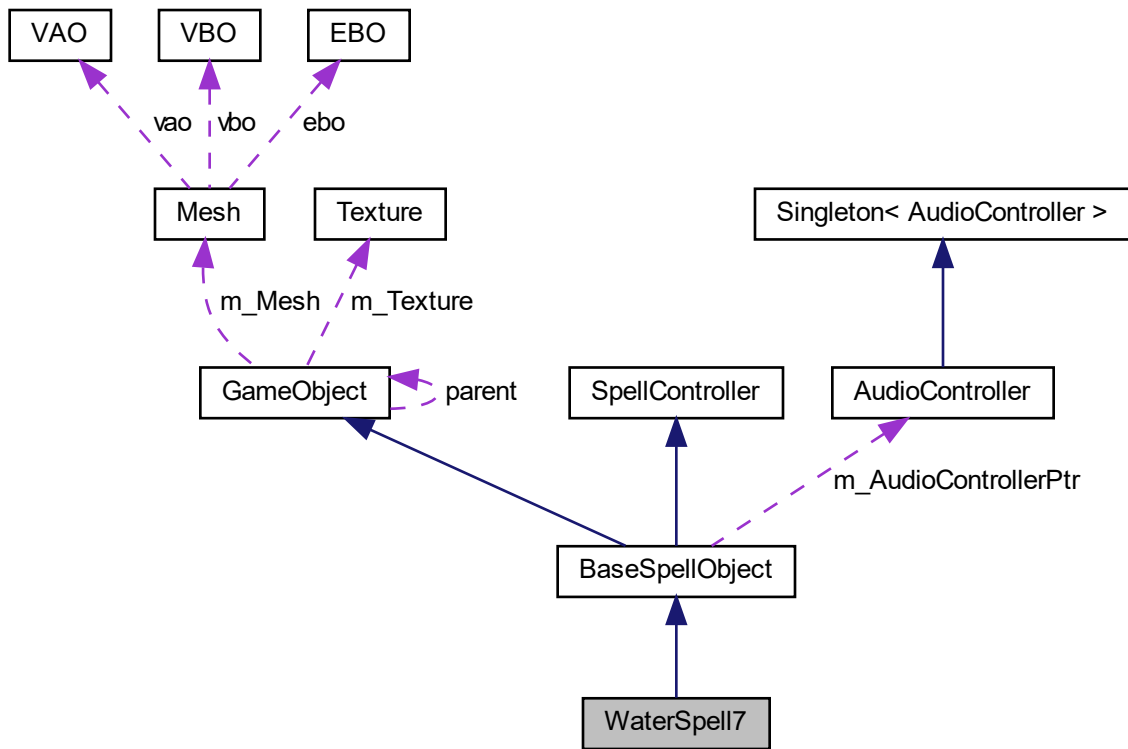 VAO
VBO
EBO
vao
vbo
ebo
Mesh
Texture
Singleton< AudioController >
m_Mesh
m_Texture
GameObject
parent
SpellController
AudioController
m_AudioControllerPtr
BaseSpellObject
WaterSpell7